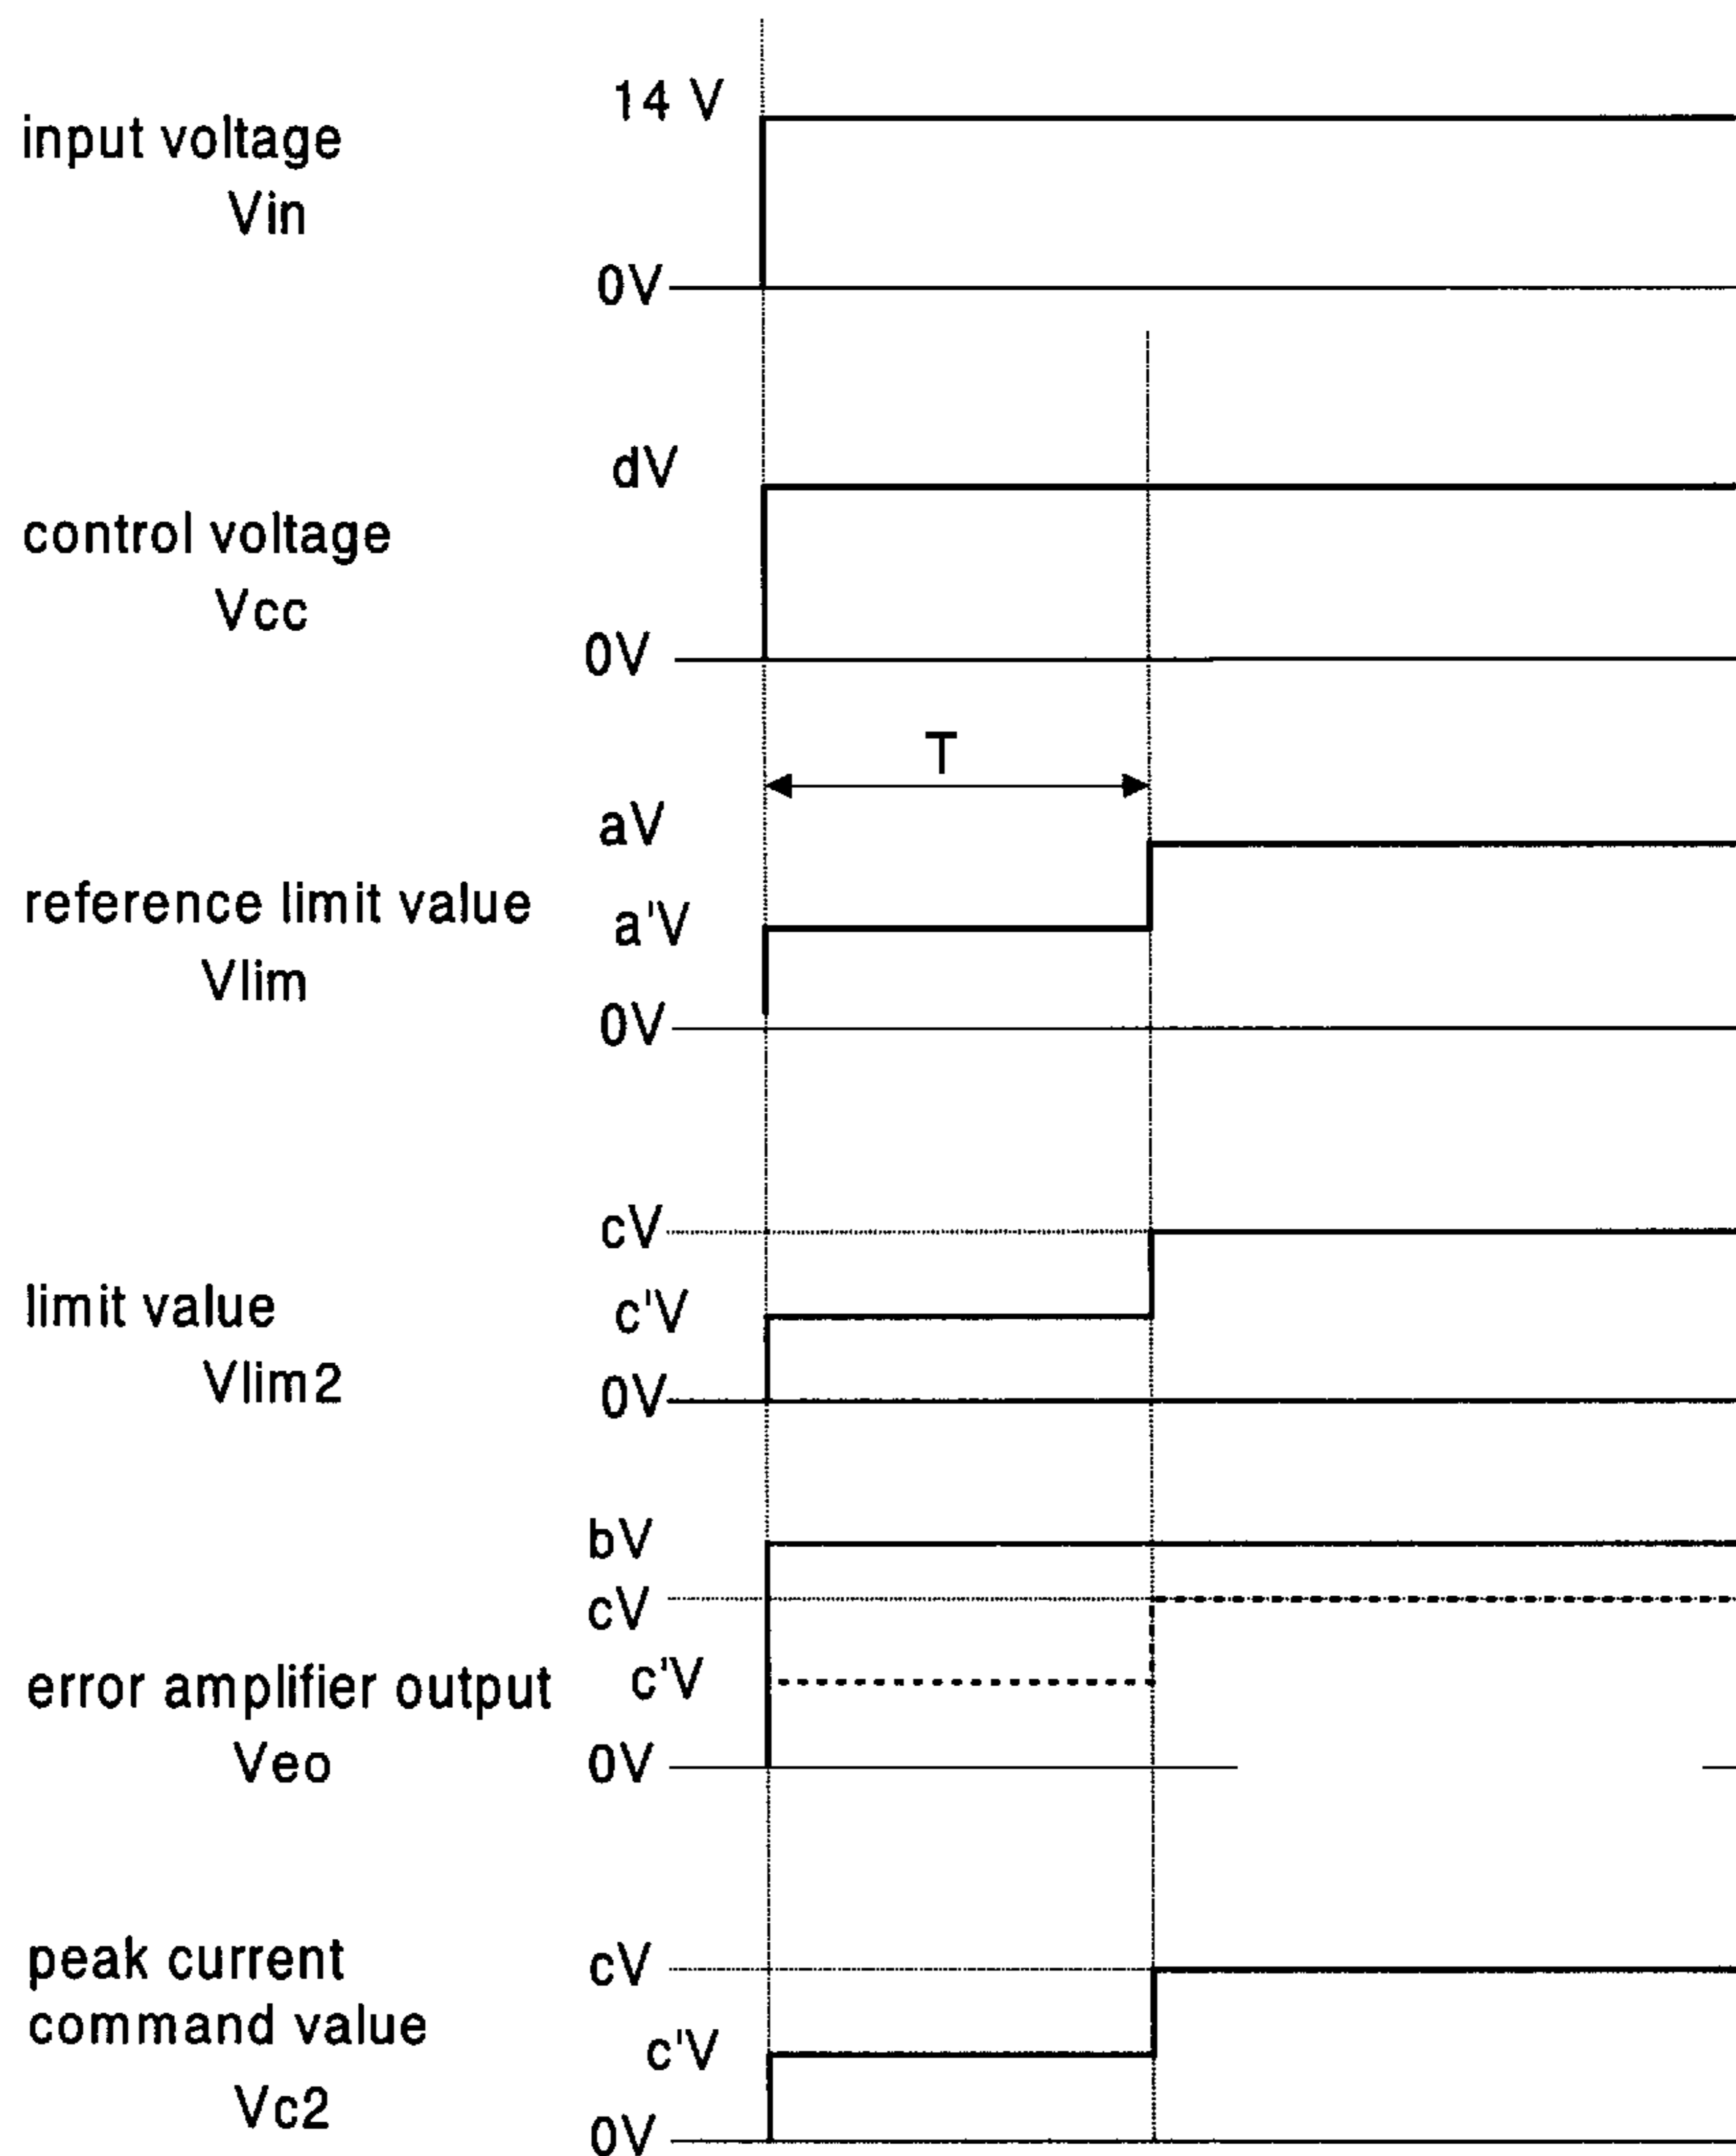 14 V
input voltage
Vin
0V
dV
control voltage
Vcc
0V
T
aV
reference limit value
a'V
Vlim
0V
cV
limit value
c'V
Vlim2
0V
bV
cV
error amplifier output
c'V
Veo
0V
peak current
cV
command value
c'V
Vc2
0V